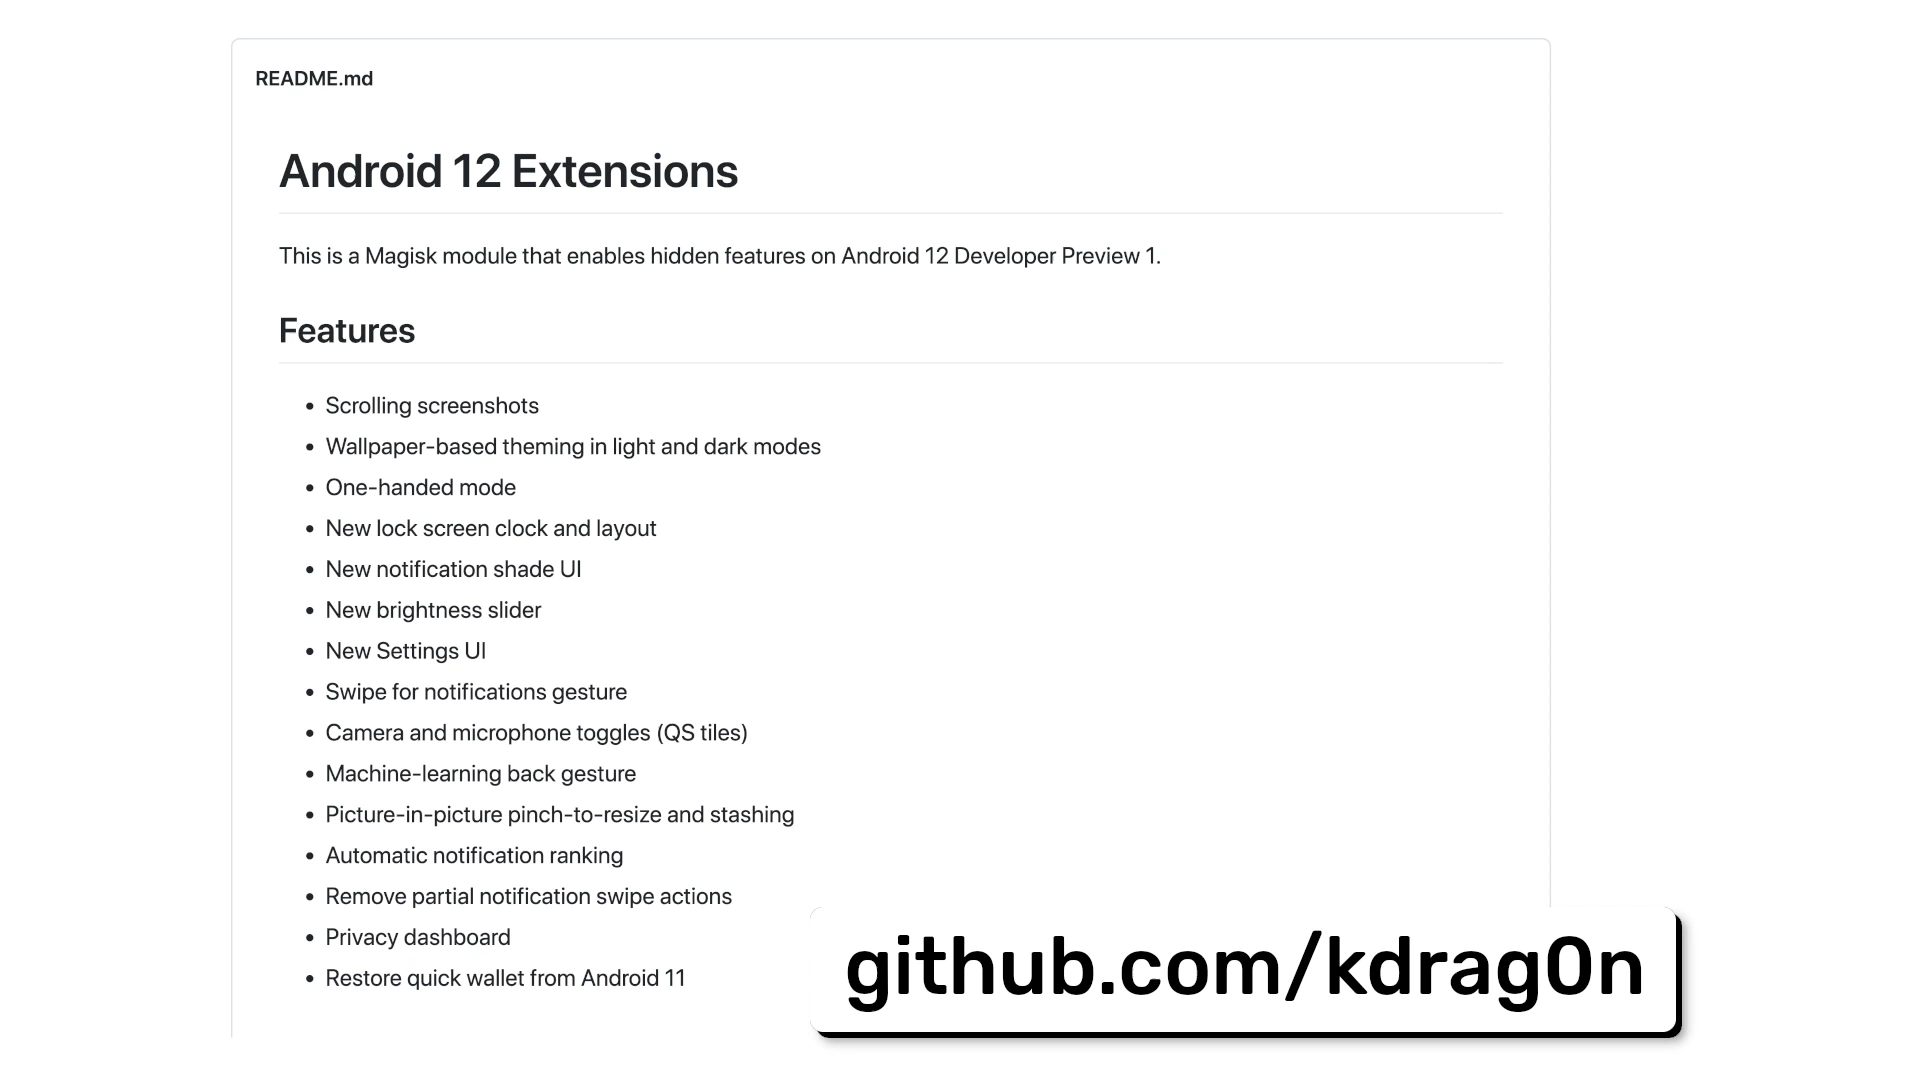 README.md
Android 12 Extensions
This is a Magisk module that enables hidden features on Android 12 Developer Preview 1.
Features
• Scrolling screenshots
• Wallpaper-based theming in light and dark modes
• One-handed mode
• New lock screen clock and layout
• New notification shade UI
• New brightness slider
• New Settings UI
• Swipe for notifications gesture
• Camera and microphone toggles (QS tiles)
• Machine-learning back gesture
• Picture-in-picture pinch-to-resize and stashing
• Automatic notification ranking
• Remove partial notification swipe actions
• Privacy dashboard
• Restore quick wallet from Android 11
github.com/kdrag0n